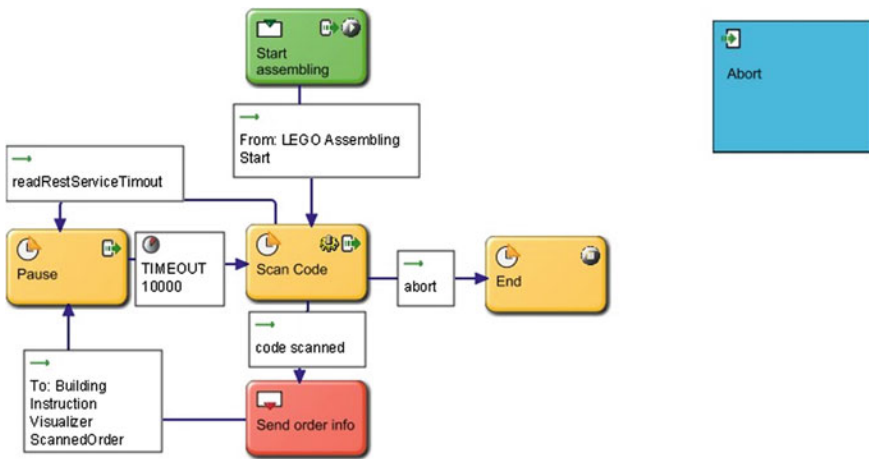 Start
assembling
Abort
From: LEGO Assembling
Start
readRestServiceTimout
Pause
TIMEOUT
10000
Scan Code
abort
End
code scanned
To: Building
Instruction
Visualizer
ScannedOrder
Send order info